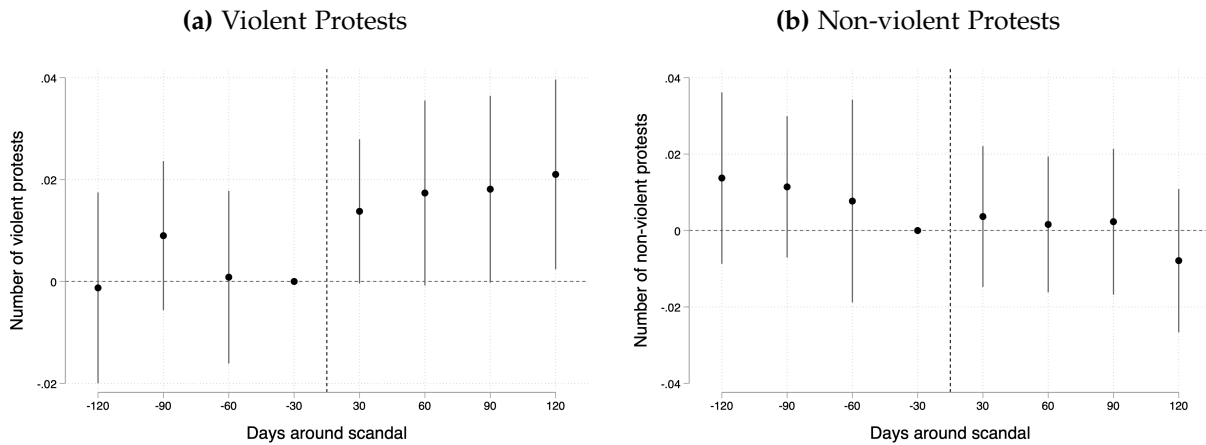 (a) Violent Protests
Number of violent protests
.04
.02
0
-.02
-120 -90 -60 -30 30 60 90 120
Days around scandal
(b) Non-violent Protests
Number of non-violent protests
.04
.02
0
-.02
-.04
-120 -90 -60 -30 30 60 90 120
Days around scandal